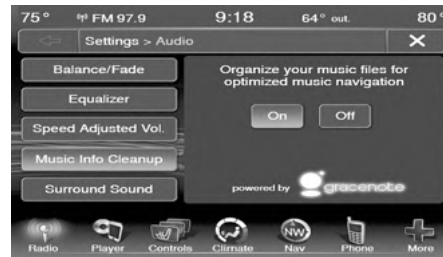 75° FM 97.9 9:18 64° out. 80°
Settings > Audio
Balance/Fade
Equalizer
Speed Adjusted Vol.
Music Info Cleanup
Surround Sound
Organize your music files for
optimized music navigation
On Off
powered by gracenote
Radio Player Controls Climate NW Nav Phone More